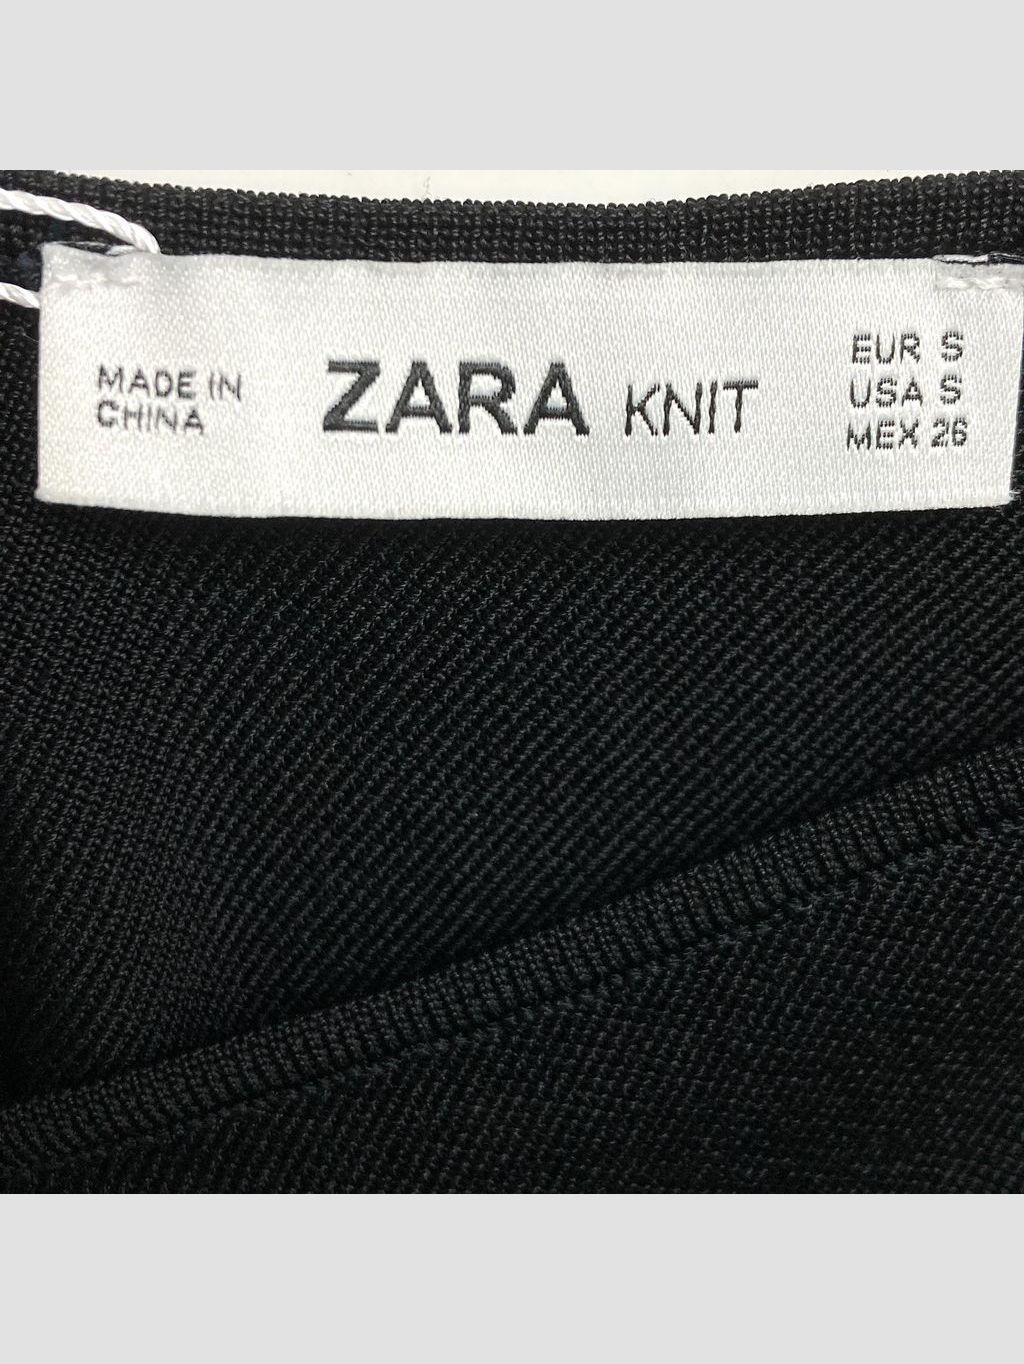 MADE IN
CHINA
ZARA KNIT
EUR S
USA S
MEX 26